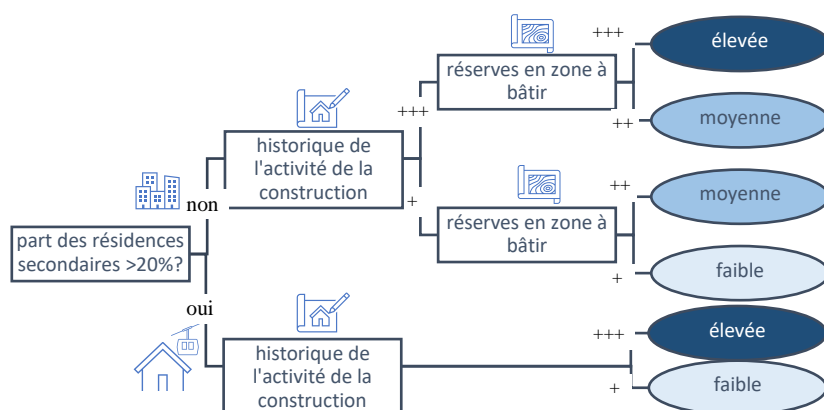 +++
élevée
réserves en zone à
bâtir
++
moyenne
+++
historique de
l'activité de la
construction
non
+
++
moyenne
réserves en zone à
bâtir
+
faible
part des résidences
secondaires >20%?
oui
+++
élevée
historique de
l'activité de la
construction
+
faible